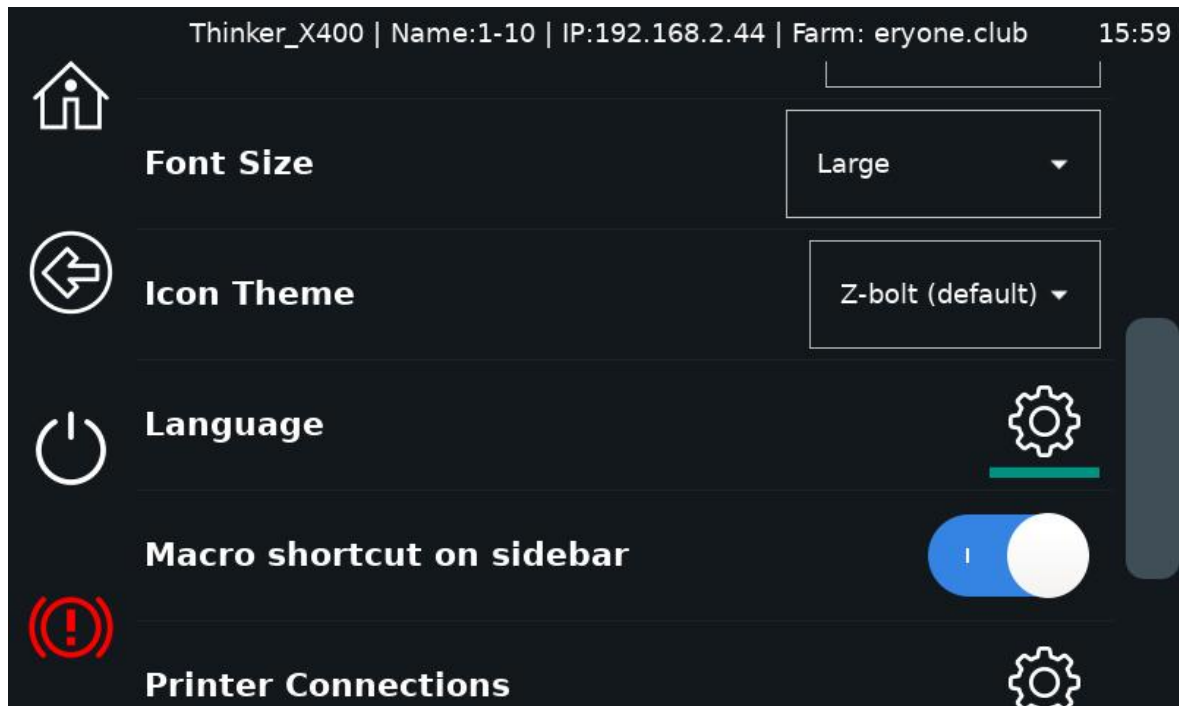 Thinker_X400 | Name:1-10 | IP:192.168.2.44 | Farm: eryone.club 15:59
Font Size Large
Icon Theme Z-bolt (default)
Language
Macro shortcut on sidebar
Printer Connections